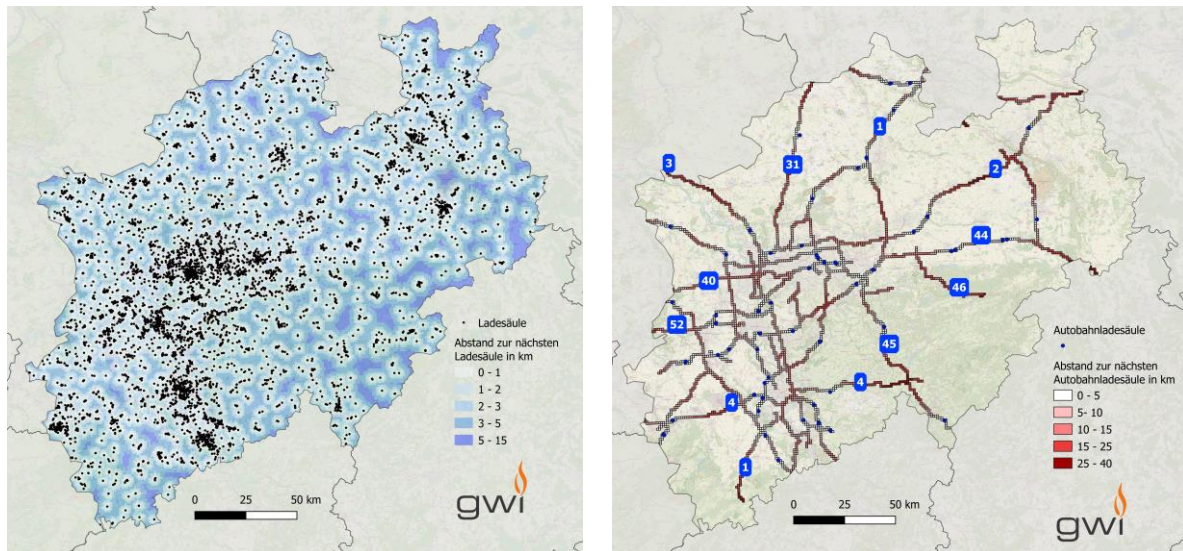 Ladesäule
Abstand zur nächsten
Ladesäule in km
0 - 1
1 - 2
2 - 3
3 - 5
5 - 15
0 25 50 km
gwi
1
3
31
2
44
40
46
52
45
4
4
1
Autobahnladesäule
Abstand zur nächsten
Autobahnladesäule in km
0 - 5
5- 10
10 - 15
15 - 25
25 - 40
0 25 50 km
gwi